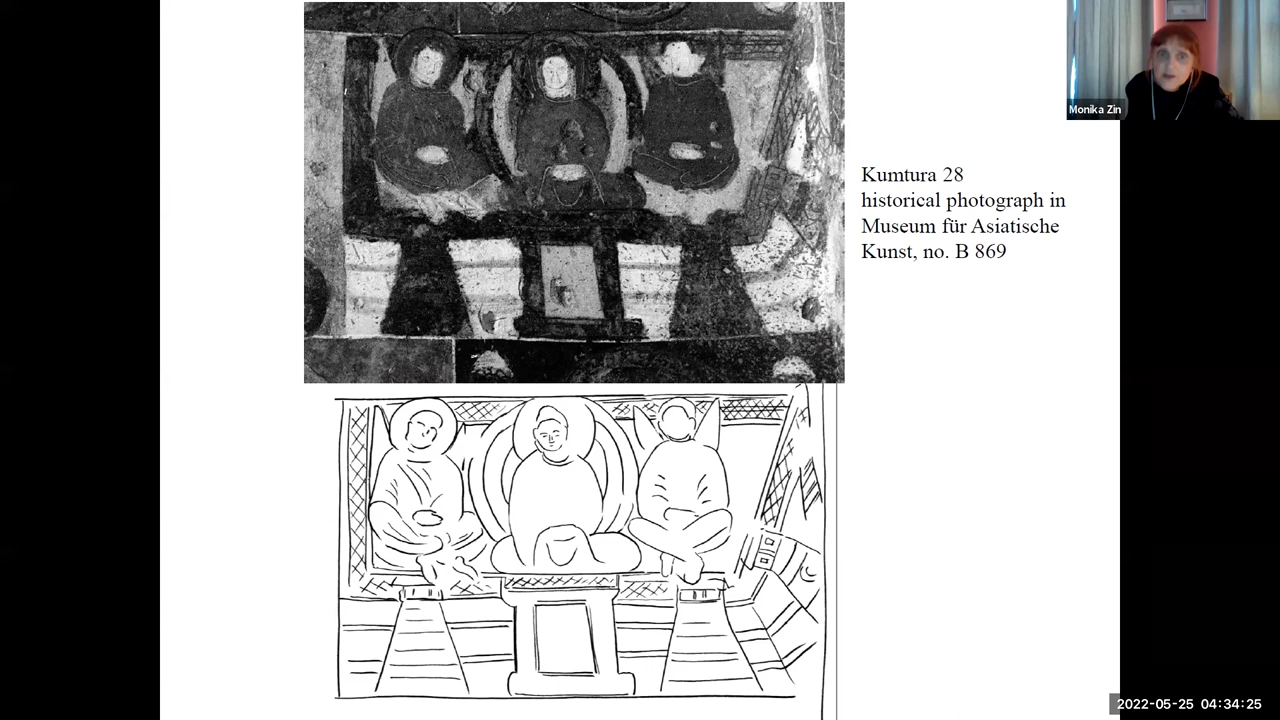 Monika Zin
Kumtura 28
historical photograph in
Museum für Asiatische
Kunst, no. B 869
2022-05-25 04:34:25